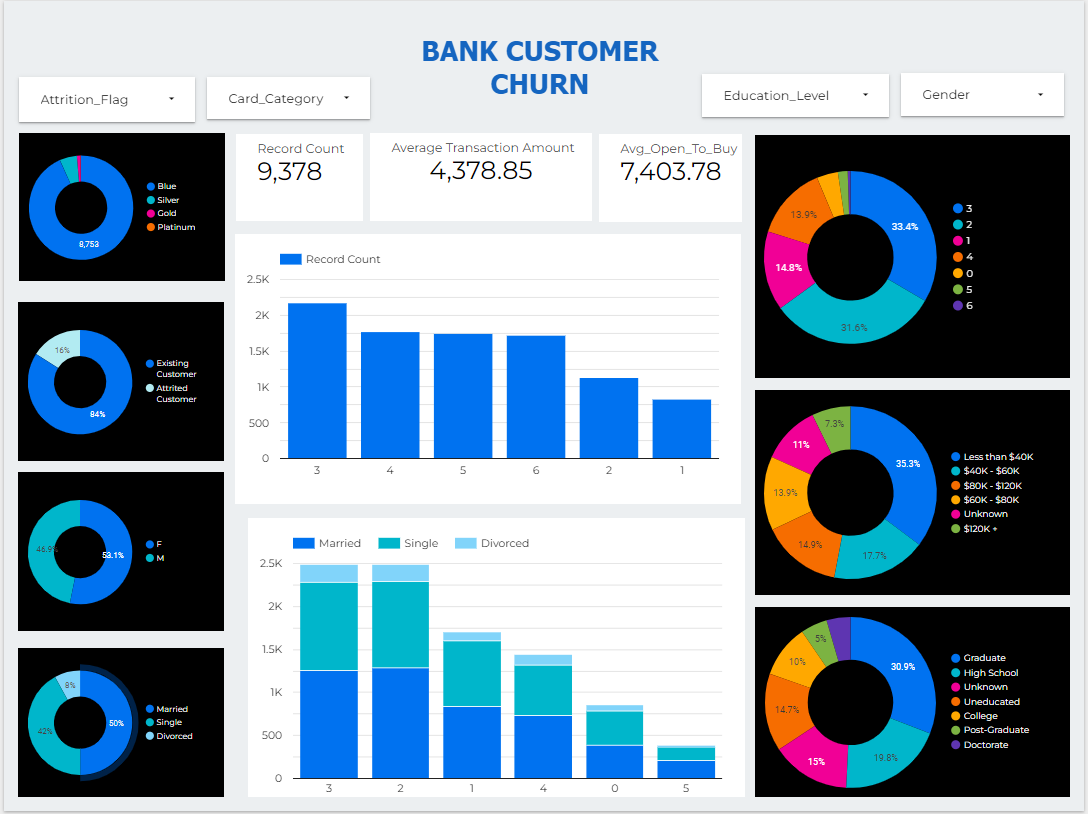 BANK CUSTOMER
CHURN
Attrition_Flag
Card_Category
Education_Level
Gender
8,753
Blue
Silver
Gold
Platinum
Record Count
9,378
Average Transaction Amount
4,378.85
Avg_Open_To_Buy
7,403.78
33.4%
31.6%
14.8%
13.9%
3
2
1
4
0
5
6
Record Count
2.5K
2K
1.5K
1K
500
0
3 4 5 6 2 1
16%
84%
Existing
Customer
Attrited
Customer
35.3%
17.7%
14.9%
13.9%
11%
7.3%
Less than $40K
$40K - $60K
$80K - $120K
$60K - $80K
Unknown
$120K +
46.9%
53.1%
F
M
Married Single Divorced
2.5K
2K
1.5K
1K
500
0
3 2 1 4 0 5
50%
42%
8%
Married
Single
Divorced
30.9%
19.8%
15%
14.7%
10%
5%
Graduate
High School
Unknown
Uneducated
College
Post-Graduate
Doctorate